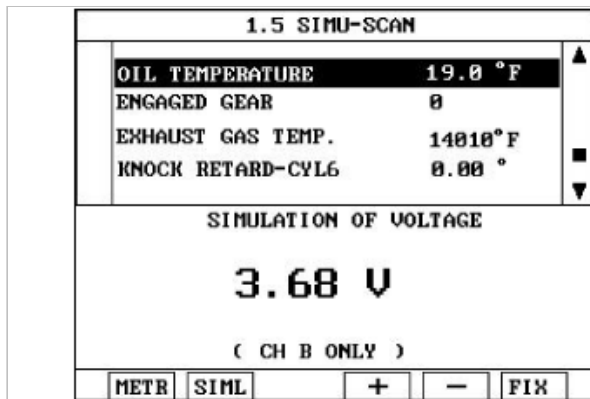 1.5 SIMU-SCAN
OIL TEMPERATURE 19.0 °F
ENGAGED GEAR 0
EXHAUST GAS TEMP. 14010°F
KNOCK RETARD-CYL6 0.00 °
SIMULATION OF VOLTAGE
3.68 V
( CH B ONLY )
METR SIML + - FIX